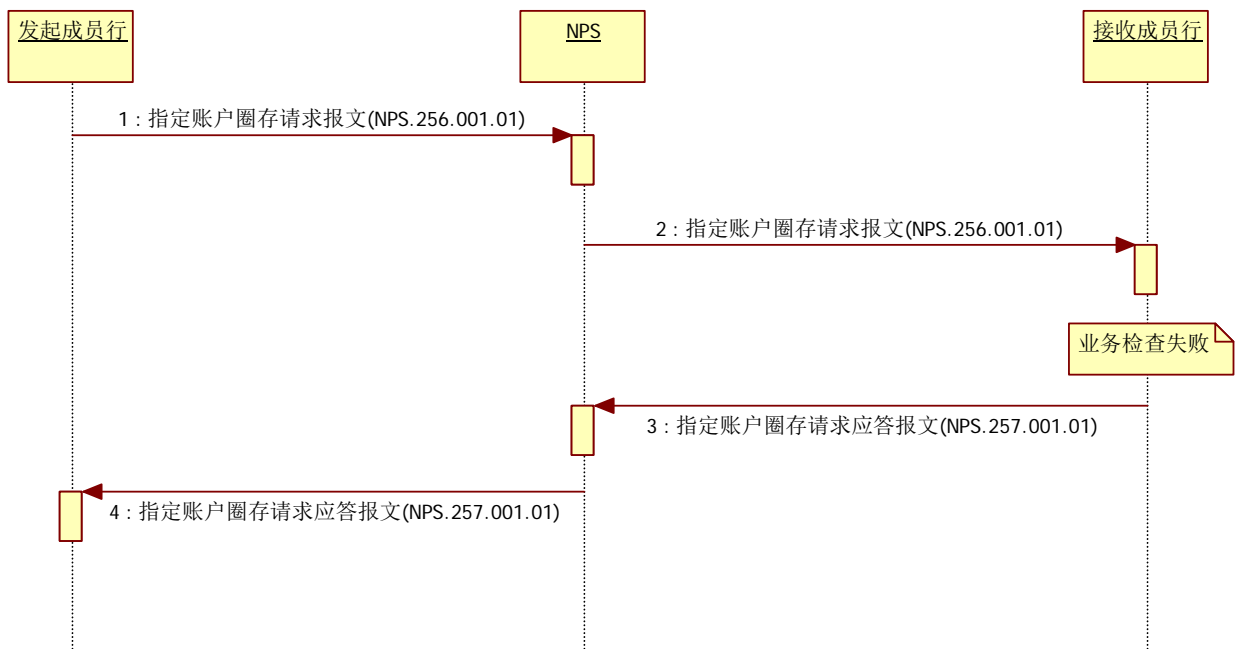 发起成员行
NPS
接收成员行
1 : 指定账户圈存请求报文(NPS.256.001.01)
2 : 指定账户圈存请求报文(NPS.256.001.01)
业务检查失败
3 : 指定账户圈存请求应答报文(NPS.257.001.01)
4 : 指定账户圈存请求应答报文(NPS.257.001.01)